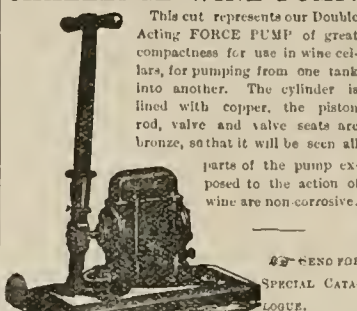 This cut represents our Double
Acting FORCE PUMP of great
compactness for use in wine cel-
lars, for pumping from one tank
into another. The cylinder is
lined with copper, the piston
rod, valve and valve seats are
bronze, so that it will be seen all
parts of the pump ex-
posed to the action of
wine are non-corrosive.
SEND FOR
SPECIAL CATA-
LOGUE.